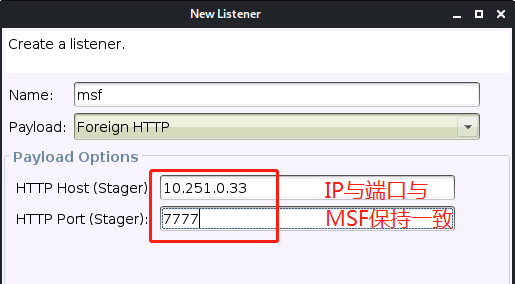 New Listener
Create a listener.
Name: msf
Payload: Foreign HTTP
Payload Options
HTTP Host (Stager) 10.251.0.33 IP与端口与
HTTP Port (Stager): 7777 MSF保持一致